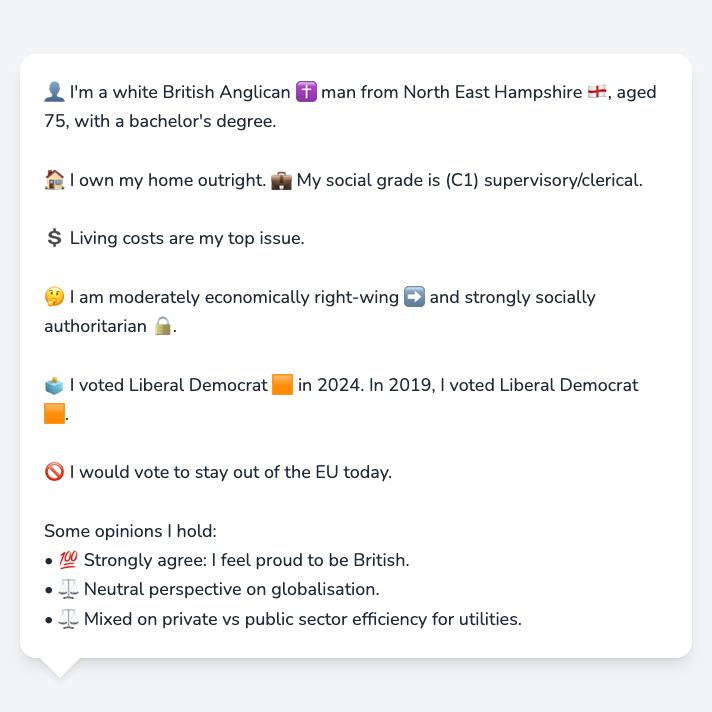 👤 I'm a white British Anglican ✝️ man from North East Hampshire 🏴󠁧󠁢󠁥󠁮󠁧󠁿, aged
75, with a bachelor's degree.
🏠 I own my home outright. 💼 My social grade is (C1) supervisory/clerical.
💲 Living costs are my top issue.
🤔 I am moderately economically right-wing ➡️ and strongly socially
authoritarian 🔒.
🗳️ I voted Liberal Democrat 🟧 in 2024. In 2019, I voted Liberal Democrat
🟧.
🚫 I would vote to stay out of the EU today.
Some opinions I hold:
• 💯 Strongly agree: I feel proud to be British.
• ⚖️ Neutral perspective on globalisation.
• ⚖️ Mixed on private vs public sector efficiency for utilities.